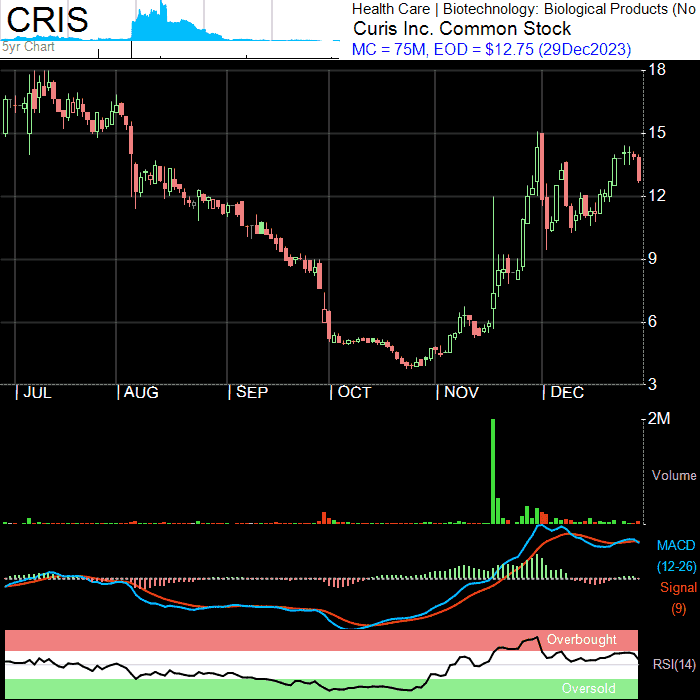 CRIS
5yr Chart
Health Care | Biotechnology: Biological Products (No
Curis Inc. Common Stock
MC = 75M, EOD = $12.75 (29Dec2023)
18
15
12
9
6
3
JUL AUG SEP OCT NOV DEC
2M
Volume
MACD
(12-26)
Signal
(9)
Overbought
RSI(14)
Oversold